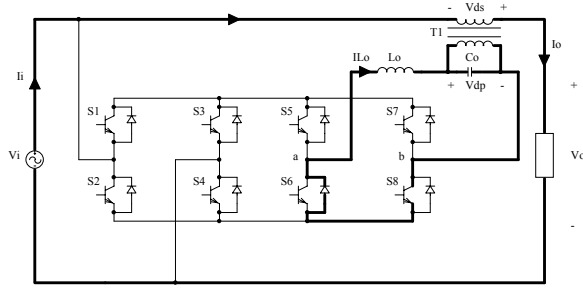 - Vds +
T1
ILo Lo Co Io
Ii
+ Vdp -
+
S1 S3 S5 S7
Vi a b Vo
S2 S4 S6 S8
-